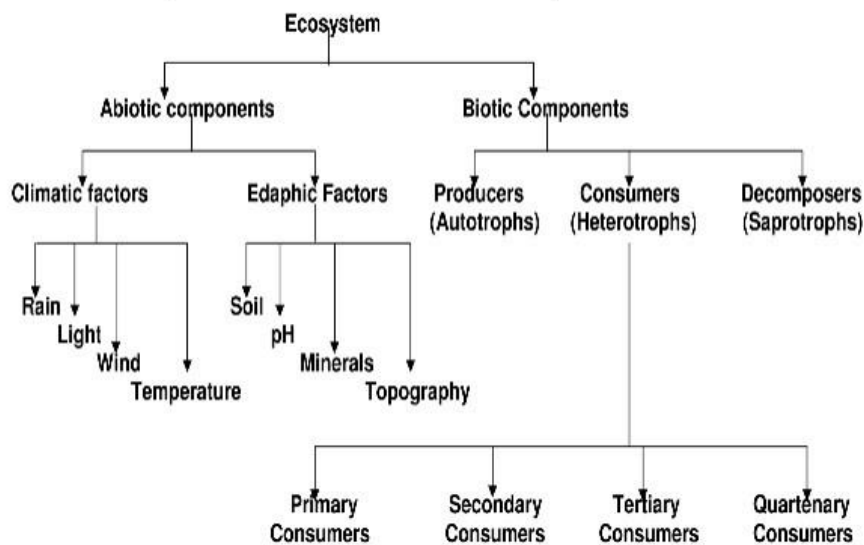 Ecosystem
Abiotic components
Biotic Components
Climatic factors
Edaphic Factors
Producers
(Autotrophs)
Consumers
(Heterotrophs)
Decomposers
(Saprotrophs)
Rain
Light
Wind
Temperature
Soil
pH
Minerals
Topography
Primary
Consumers
Secondary
Consumers
Tertiary
Consumers
Quartenary
Consumers